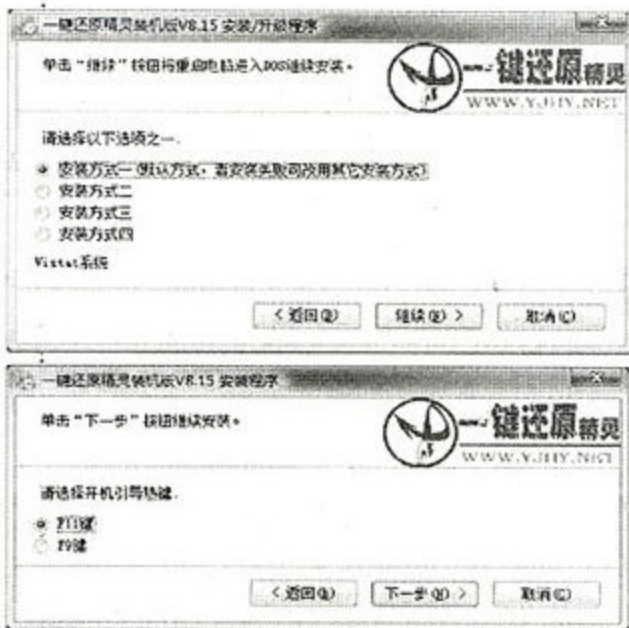 一键还原精灵装机版V8.15 安装/升级程序
单击“继续”按钮将重启电脑进入DOS继续安装。
一键还原精灵
WWW.YJHY.NET
请选择以下选项之一.
安装方式一(默认方式，若安装失败可改用其它安装方式)
安装方式二
安装方式三
安装方式四
系统
<返回(B)
继续(N) >
取消(C)
一键还原精灵装机版V8.15 安装程序
单击“下一步”按钮继续安装。
一键还原精灵
WWW.YJHY.NET
请选择开机引导热键.
F11键
F9键
<返回(B)
下一步(N) >
取消(C)